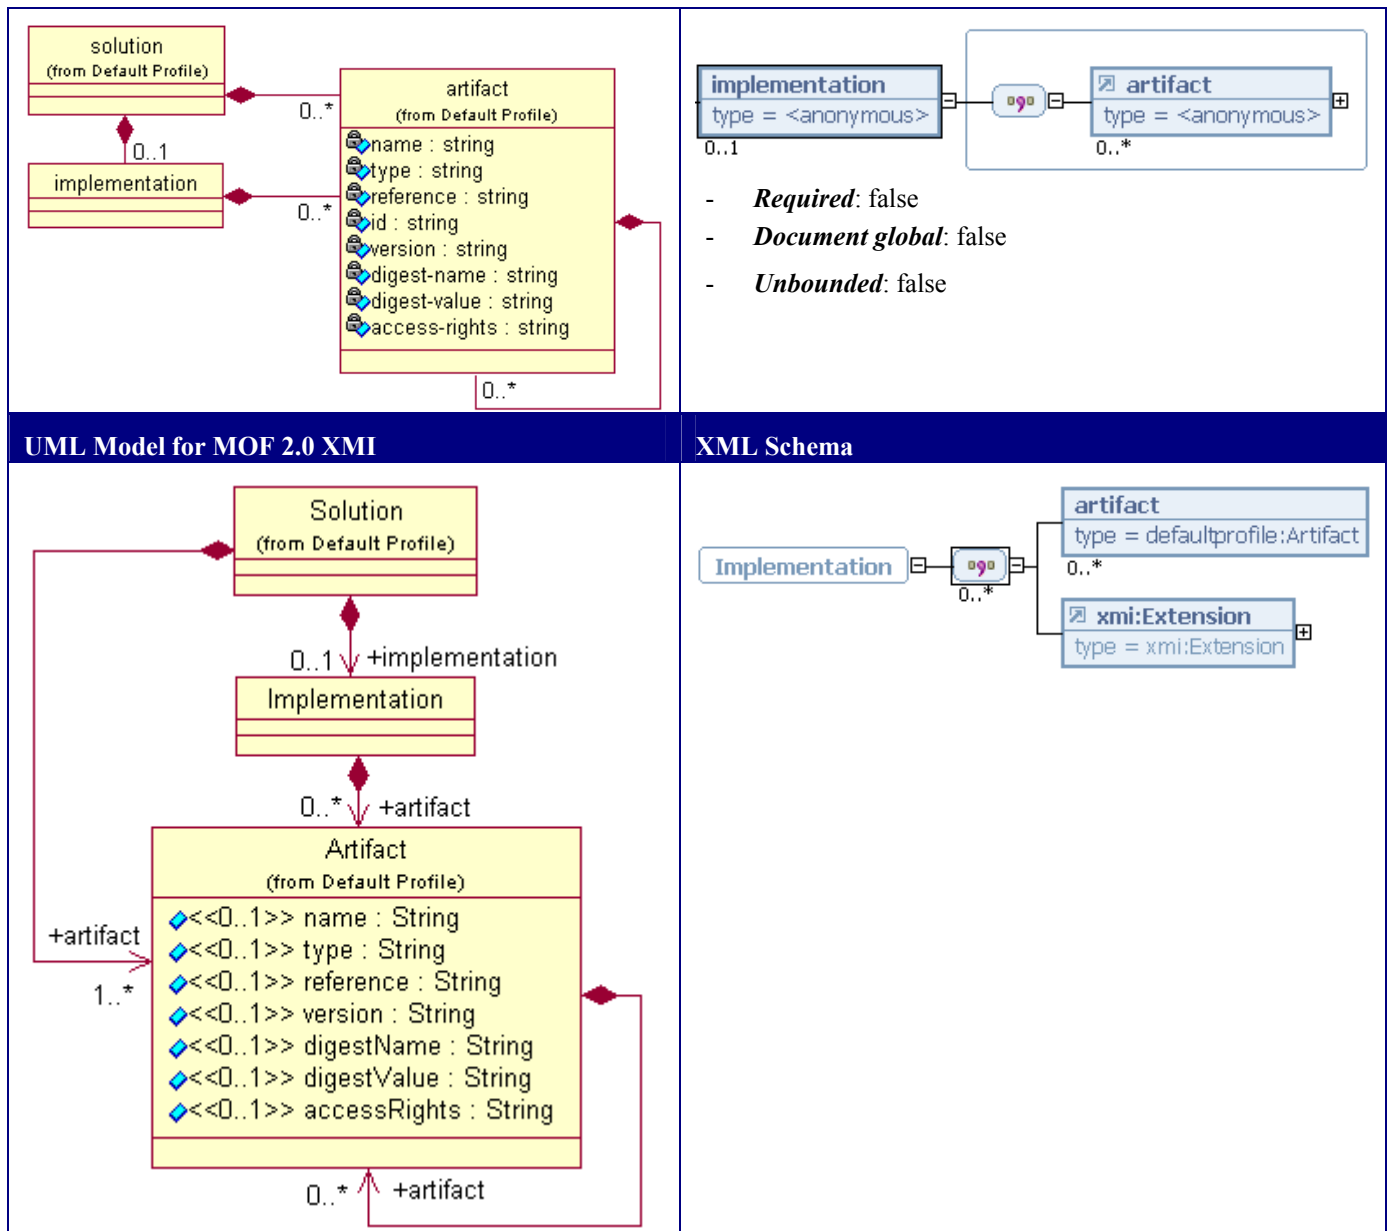 solution
(from Default Profile)
0..*
0..1
implementation
0..*
artifact
(from Default Profile)
name : string
type : string
reference : string
id : string
version : string
digest-name : string
digest-value : string
access-rights : string
0..*
implementation
type = <anonymous>
0..1
artifact
type = <anonymous>
0..*
- Required: false
- Document global: false
- Unbounded: false
UML Model for MOF 2.0 XMI
XML Schema
Solution
(from Default Profile)
0..1 +implementation
Implementation
0..* +artifact
Artifact
(from Default Profile)
<<0..1>> name : String
<<0..1>> type : String
<<0..1>> reference : String
<<0..1>> version : String
<<0..1>> digestName : String
<<0..1>> digestValue : String
<<0..1>> accessRights : String
+artifact
1..*
0..* +artifact
Implementation
0..*
artifact
type = defaultprofile:Artifact
0..*
xmi:Extension
type = xmi:Extension